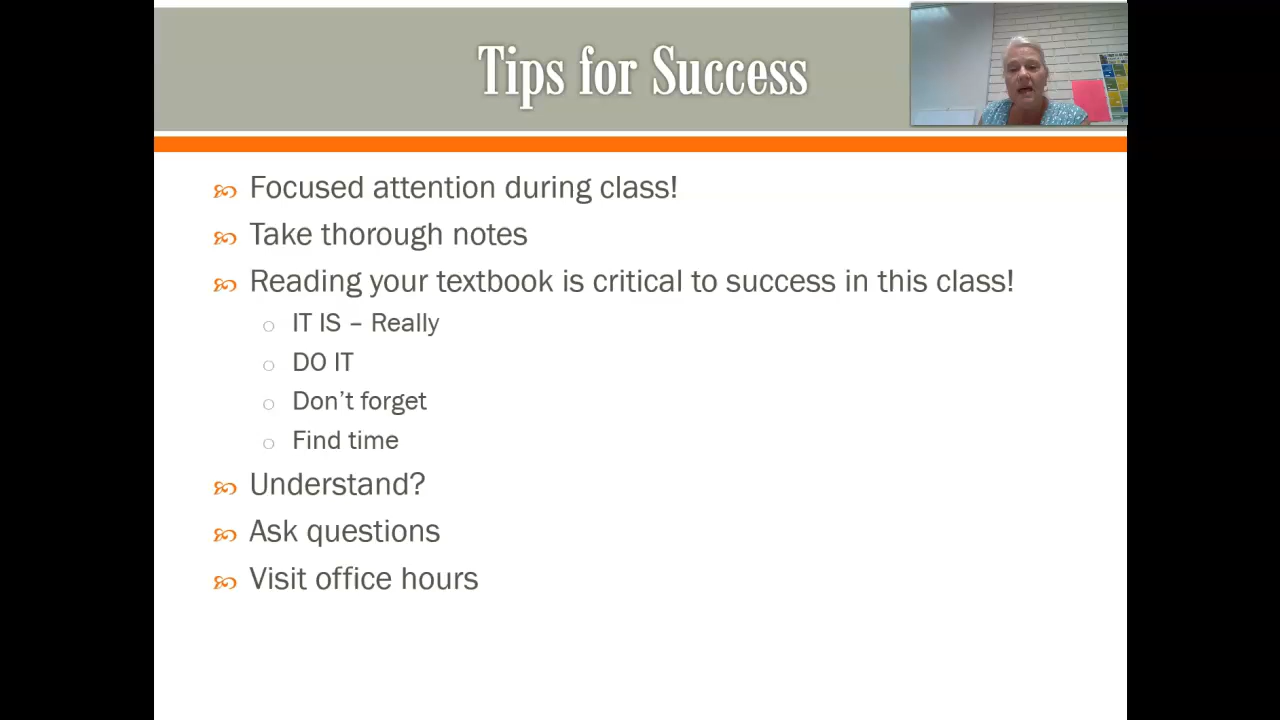 Tips for Success
Focused attention during class!
Take thorough notes
Reading your textbook is critical to success in this class!
IT IS – Really
DO IT
Don’t forget
Find time
Understand?
Ask questions
Visit office hours